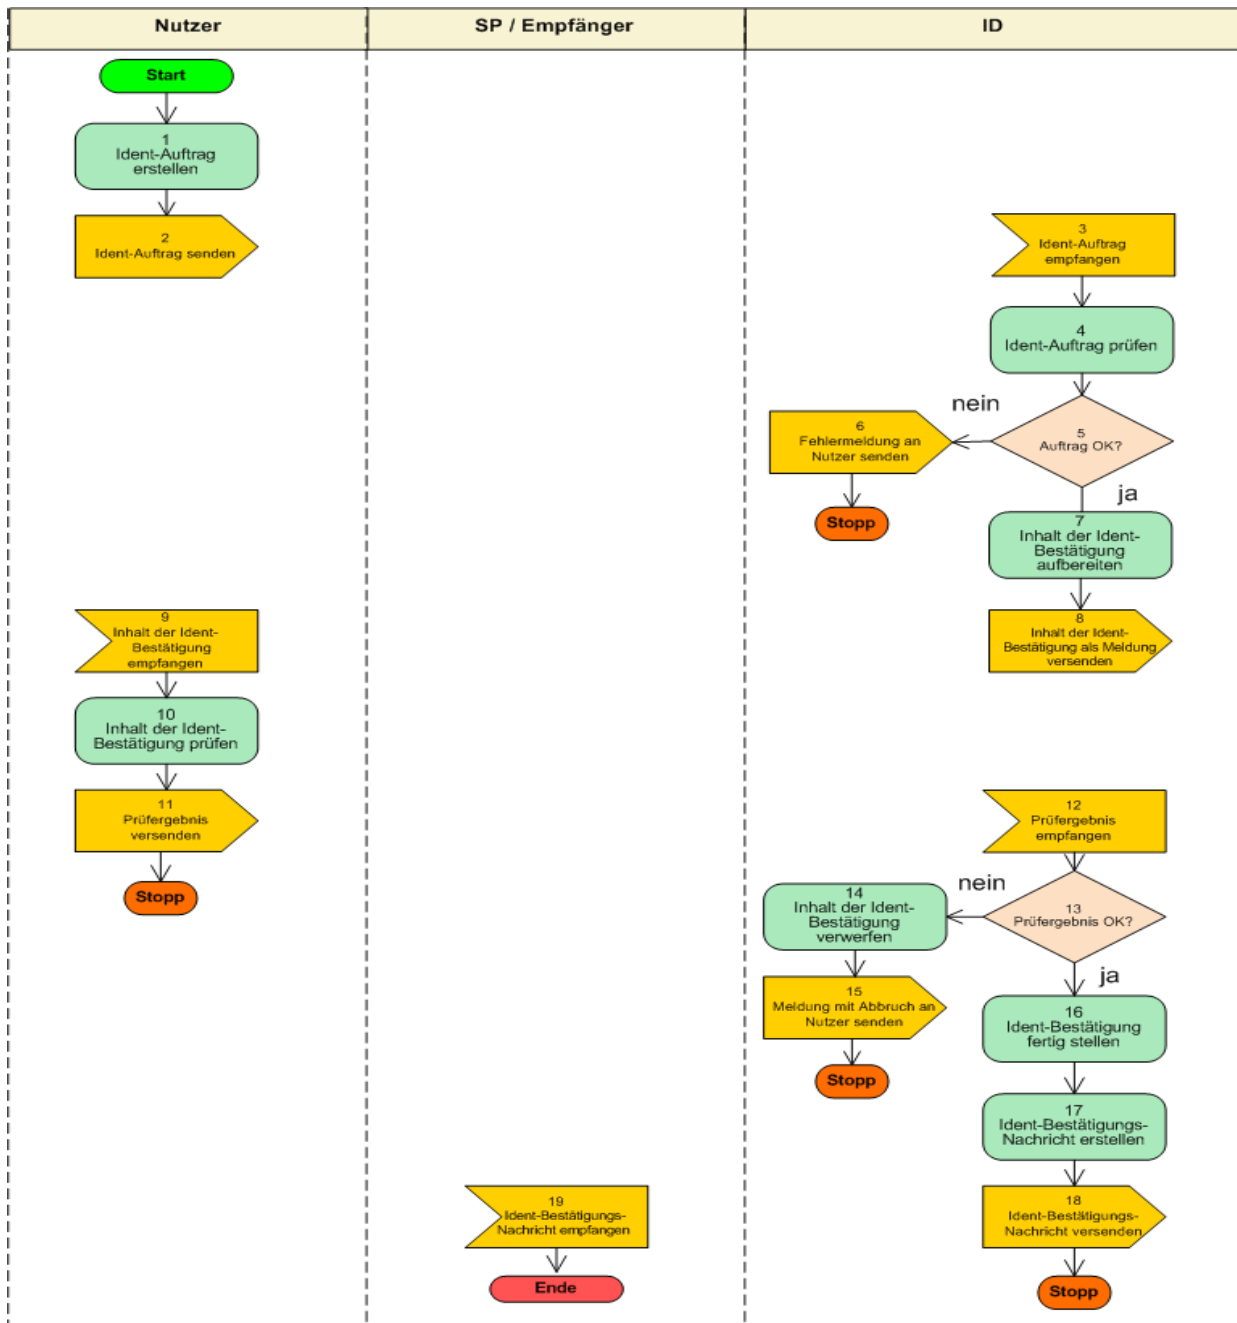 Nutzer
SP / Empfänger
ID
Start
1
Ident-Auftrag
erstellen
2
Ident-Auftrag senden
3
Ident-Auftrag
empfangen
4
Ident-Auftrag prüfen
5
Auftrag OK?
nein
6
Fehlermeldung an
Nutzer senden
Stopp
ja
7
Inhalt der Ident-
Bestätigung
aufbereiten
8
Inhalt der Ident-
Bestätigung als Meldung
versenden
9
Inhalt der Ident-
Bestätigung
empfangen
10
Inhalt der Ident-
Bestätigung prüfen
11
Prüfergebnis
versenden
Stopp
12
Prüfergebnis
empfangen
13
Prüfergebnis OK?
nein
14
Inhalt der Ident-
Bestätigung
verwerfen
15
Meldung mit Abbruch an
Nutzer senden
Stopp
ja
16
Ident-Bestätigung
fertig stellen
17
Ident-Bestätigungs-
Nachricht erstellen
18
Ident-Bestätigungs-
Nachricht versenden
Stopp
19
Ident-Bestätigungs-
Nachricht empfangen
Ende